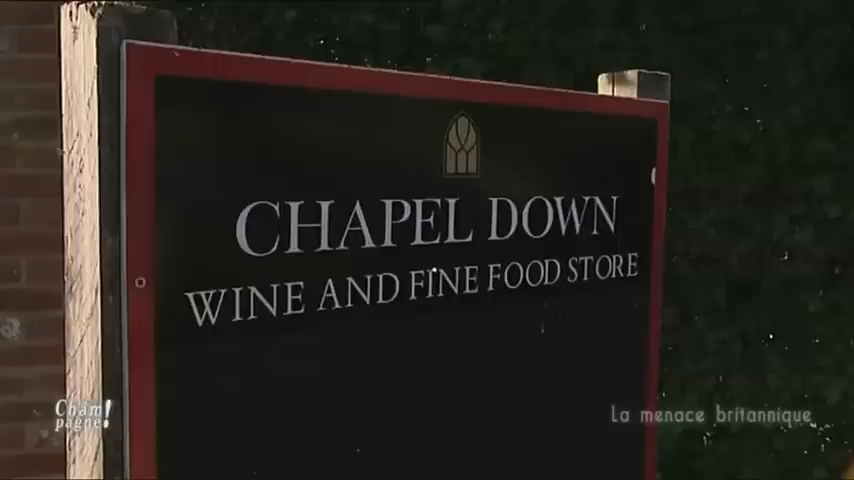 CHAPEL DOWN
WINE AND FINE FOOD STORE
Cham
pagne!
La menace britannique